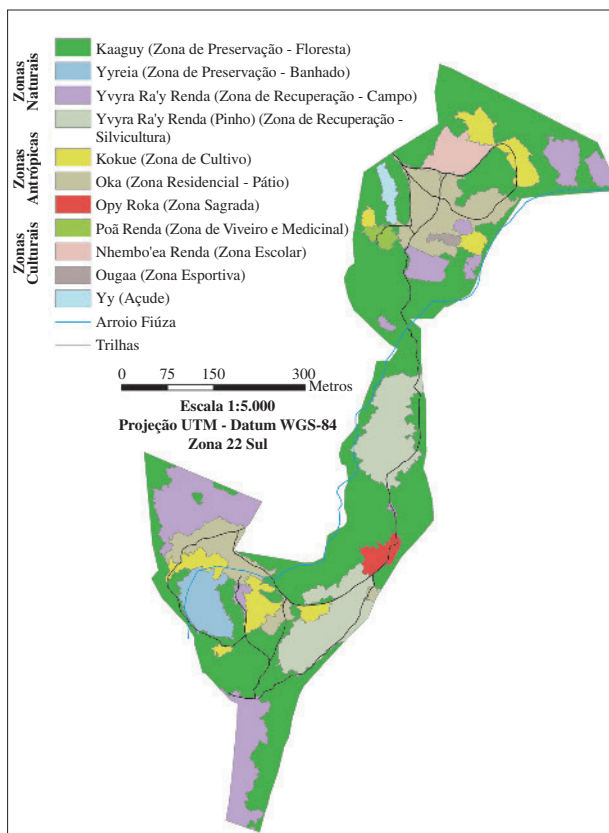 Zonas
Naturais
Kaaguy (Zona de Preservação - Floresta)
Yyreia (Zona de Preservação - Banhado)
Yvyra Ra'y Renda (Zona de Recuperação - Campo)
Yvyra Ra'y Renda (Pinho) (Zona de Recuperação -
Silvicultura)
Zonas
Antrópicas
Kokue (Zona de Cultivo)
Oka (Zona Residencial - Pátio)
Opy Roka (Zona Sagrada)
Zonas
Culturais
Poã Renda (Zona de Viveiro e Medicinal)
Nhembo'ea Renda (Zona Escolar)
Ougaa (Zona Esportiva)
Yy (Açude)
Arroio Fiúza
Trilhas
0 75 150 300
Metros
Escala 1:5.000
Projeção UTM - Datum WGS-84
Zona 22 Sul